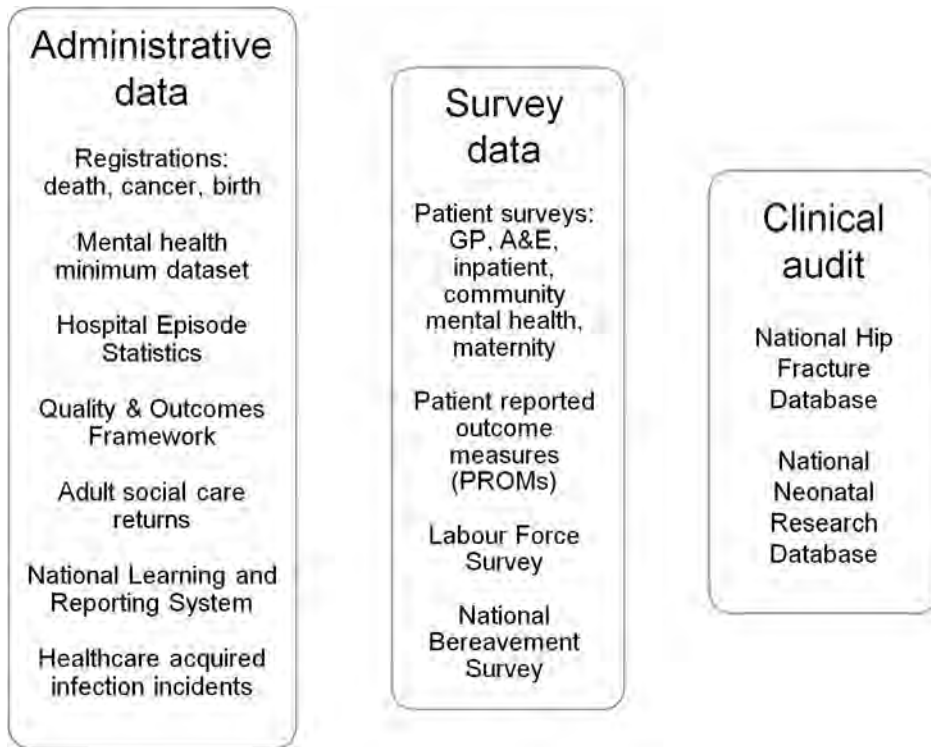 Administrative
data
Registrations:
death, cancer, birth
Mental health
minimum dataset
Hospital Episode
Statistics
Quality & Outcomes
Framework
Adult social care
returns
National Learning and
Reporting System
Healthcare acquired
infection incidents
Survey
data
Patient surveys:
GP, A&E,
inpatient,
community
mental health,
maternity
Patient reported
outcome
measures
(PROMs)
Labour Force
Survey
National
Bereavement
Survey
Clinical
audit
National Hip
Fracture
Database
National
Neonatal
Research
Database